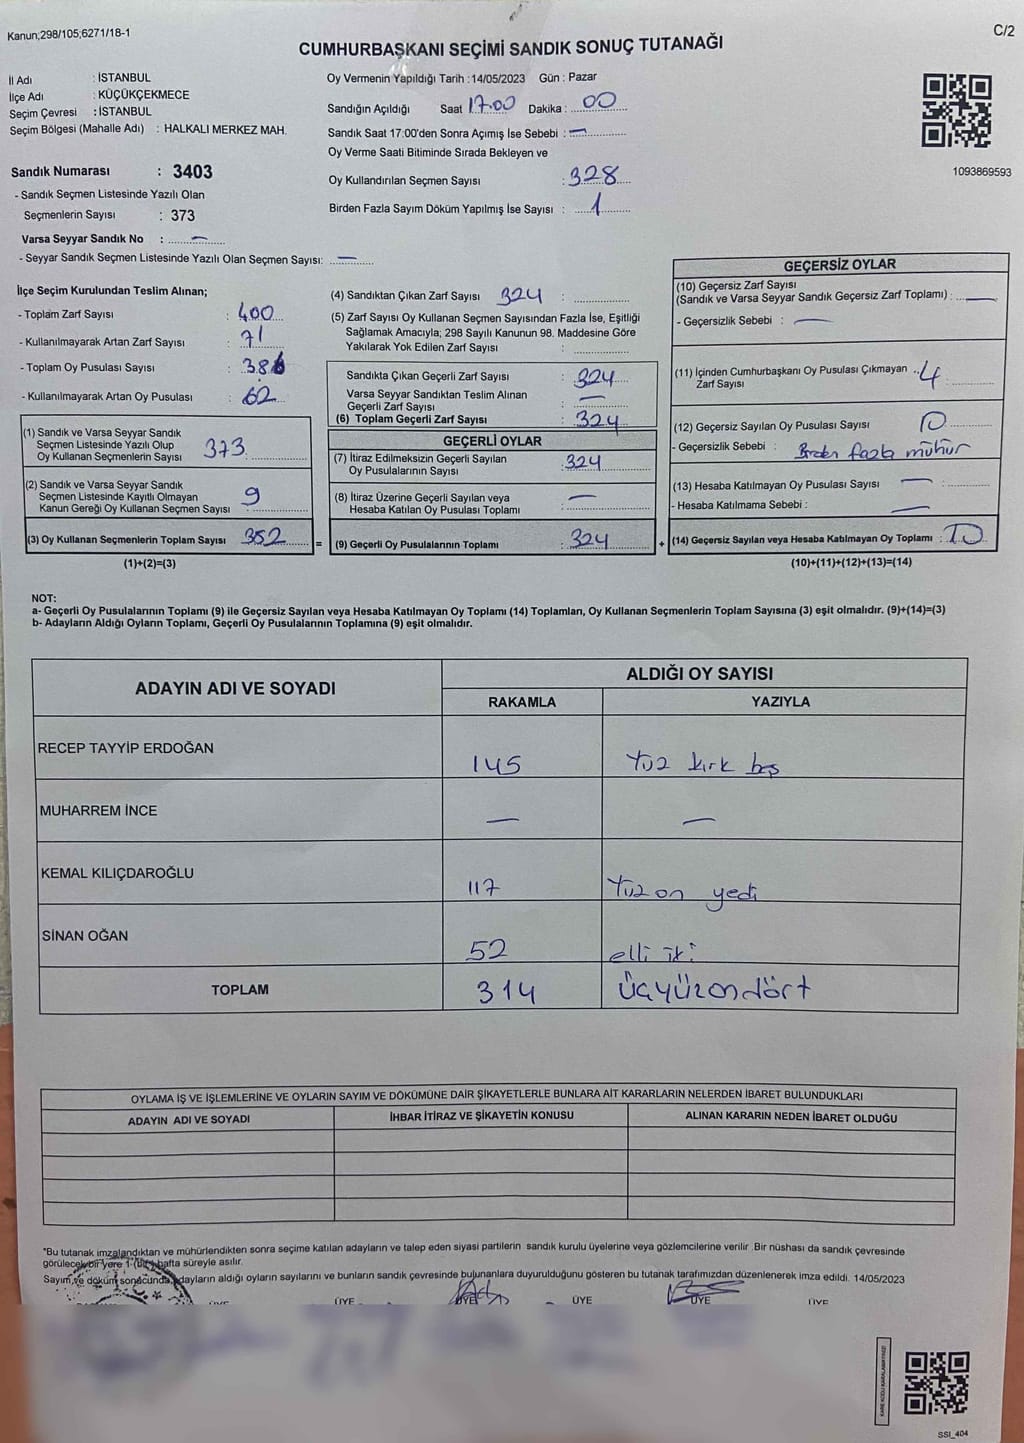 Kanun;298/105;6271/18-1
C/2
CUMHURBAŞKANI SEÇİMİ SANDIK SONUÇ TUTANAĞI
İl Adı : İSTANBUL
İlçe Adı : KÜÇÜKÇEKMECE
Seçim Çevresi : İSTANBUL
Seçim Bölgesi (Mahalle Adı) : HALKALI MERKEZ MAH.
Sandık Numarası : 3403
- Sandık Seçmen Listesinde Yazılı Olan
Seçmenlerin Sayısı : 373
Varsa Seyyar Sandık No : —
- Seyyar Sandık Seçmen Listesinde Yazılı Olan Seçmen Sayısı: —
Oy Vermenin Yapıldığı Tarih :14/05/2023 Gün : Pazar
Sandığın Açıldığı Saat 17.00 Dakika : 00
Sandık Saat 17:00'den Sonra Açımış İse Sebebi : —
Oy Verme Saati Bitiminde Sırada Bekleyen ve
Oy Kullandırılan Seçmen Sayısı : 328
Birden Fazla Sayım Döküm Yapılmış İse Sayısı : 1
1093869593
İlçe Seçim Kurulundan Teslim Alınan;
- Toplam Zarf Sayısı : 400
- Kullanılmayarak Artan Zarf Sayısı : 71
- Toplam Oy Pusulası Sayısı : 386
- Kullanılmayarak Artan Oy Pusulası : 62
(1) Sandık ve Varsa Seyyar Sandık
Seçmen Listesinde Yazılı Olup
Oy Kullanan Seçmenlerin Sayısı 373
(2) Sandık ve Varsa Seyyar Sandık
Seçmen Listesinde Kayıtlı Olmayan
Kanun Gereği Oy Kullanan Seçmen Sayısı : 9
(3) Oy Kullanan Seçmenlerin Toplam Sayısı 382
(1)+(2)=(3)
(4) Sandıktan Çıkan Zarf Sayısı 324 :
(5) Zarf Sayısı Oy Kullanan Seçmen Sayısından Fazla İse, Eşitliği
Sağlamak Amacıyla; 298 Sayılı Kanunun 98. Maddesine Göre
Yakılarak Yok Edilen Zarf Sayısı :
Sandıkta Çıkan Geçerli Zarf Sayısı : 324
Varsa Seyyar Sandıktan Teslim Alınan
Geçerli Zarf Sayısı : —
(6) Toplam Geçerli Zarf Sayısı : 324
GEÇERLİ OYLAR
(7) İtiraz Edilmeksizin Geçerli Sayılan
Oy Pusulalarının Sayısı : 324
(8) İtiraz Üzerine Geçerli Sayılan veya
Hesaba Katılan Oy Pusulası Toplamı : —
= (9) Geçerli Oy Pusulalarının Toplamı : 324
GEÇERSİZ OYLAR
(10) Geçersiz Zarf Sayısı
(Sandık ve Varsa Seyyar Sandık Geçersiz Zarf Toplamı) : —
- Geçersizlik Sebebi : —
(11) İçinden Cumhurbaşkanı Oy Pusulası Çıkmayan 4
Zarf Sayısı
(12) Geçersiz Sayılan Oy Pusulası Sayısı : 10
- Geçersizlik Sebebi : Birden fazla mühür
(13) Hesaba Katılmayan Oy Pusulası Sayısı — :
- Hesaba Katılmama Sebebi : —
+ (14) Geçersiz Sayılan veya Hesaba Katılmayan Oy Toplamı : 10
(10)+(11)+(12)+(13)=(14)
NOT:
a- Geçerli Oy Pusulalarının Toplamı (9) ile Geçersiz Sayılan veya Hesaba Katılmayan Oy Toplamı (14) Toplamları, Oy Kullanan Seçmenlerin Toplam Sayısına (3) eşit olmalıdır. (9)+(14)=(3)
b- Adayların Aldığı Oyların Toplamı, Geçerli Oy Pusulalarının Toplamına (9) eşit olmalıdır.
ADAYIN ADI VE SOYADI
ALDIĞI OY SAYISI
RAKAMLA YAZIYLA
RECEP TAYYİP ERDOĞAN 145 Yüz kırk beş
MUHARREM İNCE — —
KEMAL KILIÇDAROĞLU 117 Yüz on yedi
SİNAN OĞAN 52 elli iki
TOPLAM 314 üçyüzondört
OYLAMA İŞ VE İŞLEMLERİNE VE OYLARIN SAYIM VE DÖKÜMÜNE DAİR ŞİKAYETLERLE BUNLARA AİT KARARLARIN NELERDEN İBARET BULUNDUKLARI
ADAYIN ADI VE SOYADI İHBAR İTİRAZ VE ŞİKAYETİN KONUSU ALINAN KARARIN NEDEN İBARET OLDUĞU
*Bu tutanak imzalandıktan ve mühürlendikten sonra seçime katılan adayların ve talep eden siyasi partilerin sandık kurulu üyelerine veya gözlemcilerine verilir. Bir nüshası da sandık çevresinde
görülecek bir yere 1 (bir) hafta süreyle asılır.
Sayım ve döküm sonucunda, adayların aldığı oyların sayılarını ve bunların sandık çevresinde bulunanlara duyurulduğunu gösteren bu tutanak tarafımızdan düzenlenerek imza edildi. 14/05/2023
ÜYE ÜYE ÜYE ÜYE ÜYE ÜYE
SSI_404